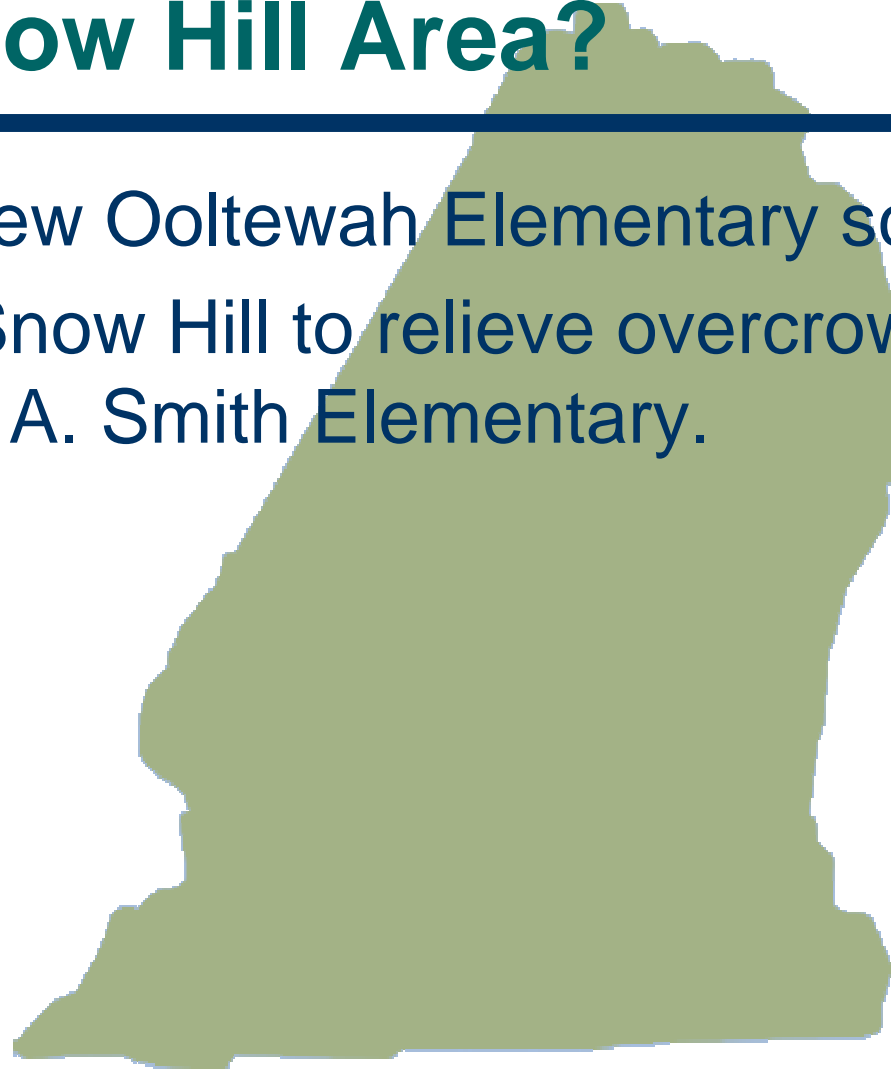 ow Hill Area?
ew Ooltewah Elementary sc
Snow Hill to relieve overcrow
A. Smith Elementary.